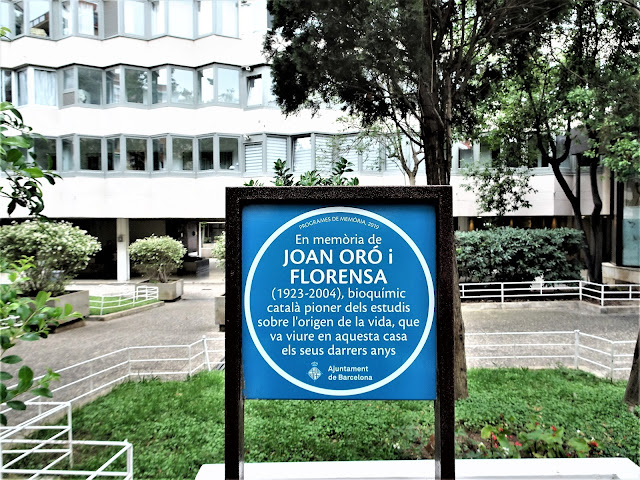 PROGRAMES DE MEMÒRIA, 2019
En memòria de
JOAN ORÓ i
FLORENSA
(1923-2004), bioquímic
català pioner dels estudis
sobre l'origen de la vida, que
va viure en aquesta casa
els seus darrers anys
Ajuntament
de Barcelona